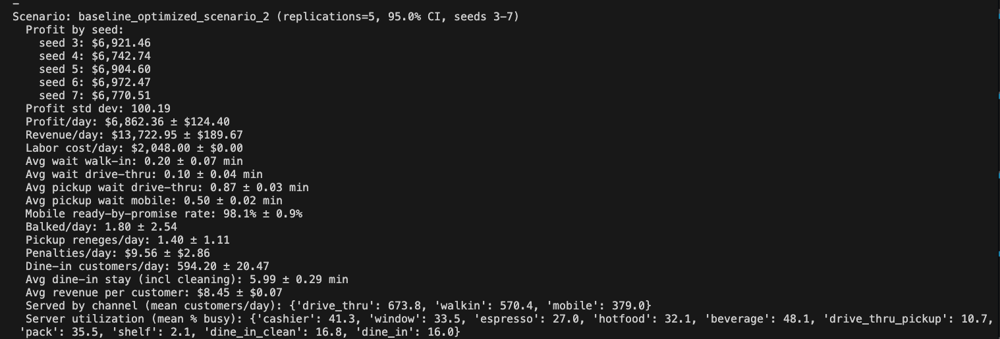 Scenario: baseline_optimized_scenario_2 (replications=5, 95.0% CI, seeds 3–7)
Profit by seed:
seed 3: $6,921.46
seed 4: $6,742.74
seed 5: $6,904.60
seed 6: $6,972.47
seed 7: $6,770.51
Profit std dev: 100.19
Profit/day: $6,862.36 ± $124.40
Revenue/day: $13,722.95 ± $189.67
Labor cost/day: $2,048.00 ± $0.00
Avg wait walk-in: 0.20 ± 0.07 min
Avg wait drive-thru: 0.10 ± 0.04 min
Avg pickup wait drive-thru: 0.87 ± 0.03 min
Avg pickup wait mobile: 0.50 ± 0.02 min
Mobile ready-by-promise rate: 98.1% ± 0.9%
Balked/day: 1.80 ± 2.54
Pickup reneges/day: 1.40 ± 1.11
Penalties/day: $9.56 ± $2.86
Dine-in customers/day: 594.20 ± 20.47
Avg dine-in stay (incl cleaning): 5.99 ± 0.29 min
Avg revenue per customer: $8.45 ± $0.07
Served by channel (mean customers/day): {'drive_thru': 673.8, 'walkin': 570.4, 'mobile': 379.0}
Server utilization (mean % busy): {'cashier': 41.3, 'window': 33.5, 'espresso': 27.0, 'hotfood': 32.1, 'beverage': 48.1, 'drive_thru_pickup': 10.7,
'pack': 35.5, 'shelf': 2.1, 'dine_in_clean': 16.8, 'dine_in': 16.0}